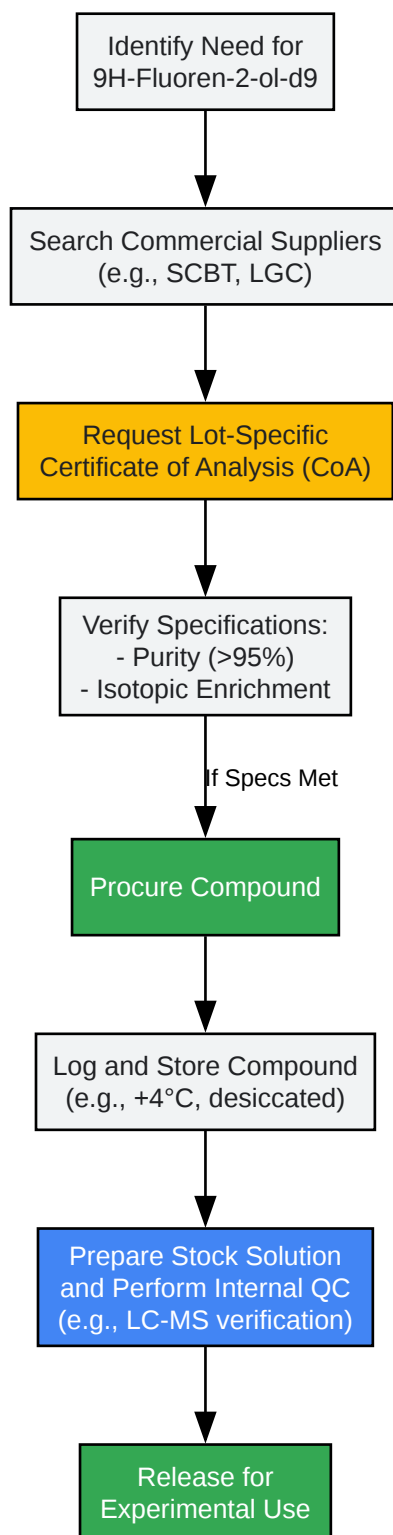 Identify Need for
9H-Fluoren-2-ol-d9
Search Commercial Suppliers
(e.g., SCBT, LGC)
Request Lot-Specific
Certificate of Analysis (CoA)
Verify Specifications:
- Purity (>95%)
- Isotopic Enrichment
If Specs Met
Procure Compound
Log and Store Compound
(e.g., +4°C, desiccated)
Prepare Stock Solution
and Perform Internal QC
(e.g., LC-MS verification)
Release for
Experimental Use